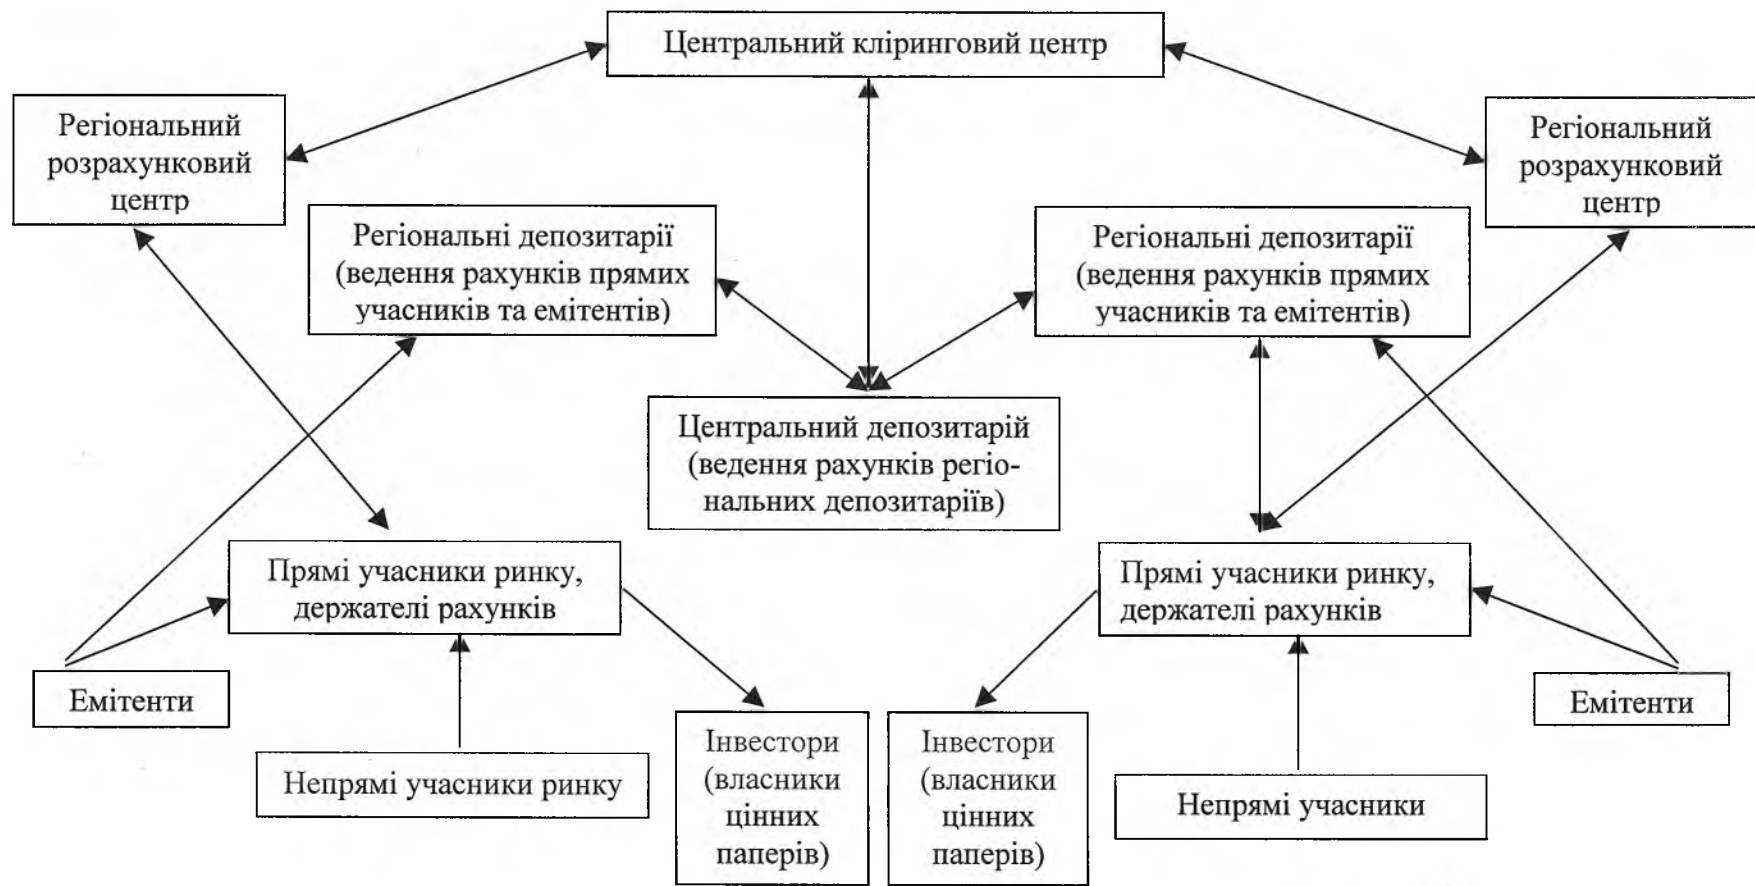 Центральний кліринговий центр
Регіональний
розрахунковий
центр
Регіональний
розрахунковий
центр
Регіональні депозитарії
(ведення рахунків прямих
учасників та емітентів)
Регіональні депозитарії
(ведення рахунків прямих
учасників та емітентів)
Центральний депозитарій
(ведення рахунків регіо-
нальних депозитаріїв)
Прямі учасники ринку,
держателі рахунків
Прямі учасники ринку,
держателі рахунків
Емітенти
Емітенти
Непрямі учасники ринку
Інвестори
(власники
цінних
паперів)
Інвестори
(власники
цінних
паперів)
Непрямі учасники